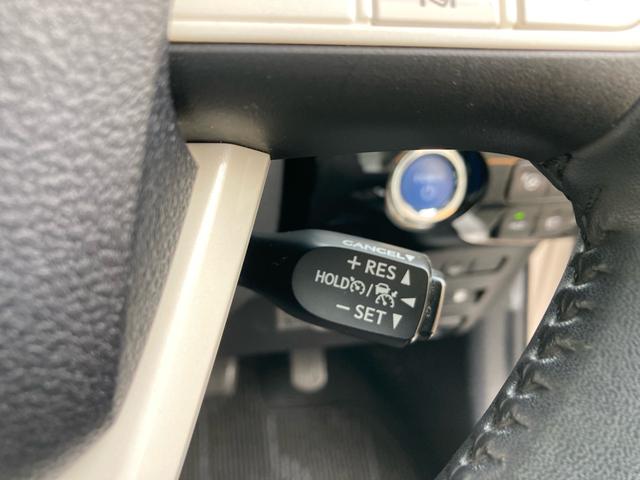 CANCEL▼
+ RES ▲
HOLD / ◀
− SET ▼